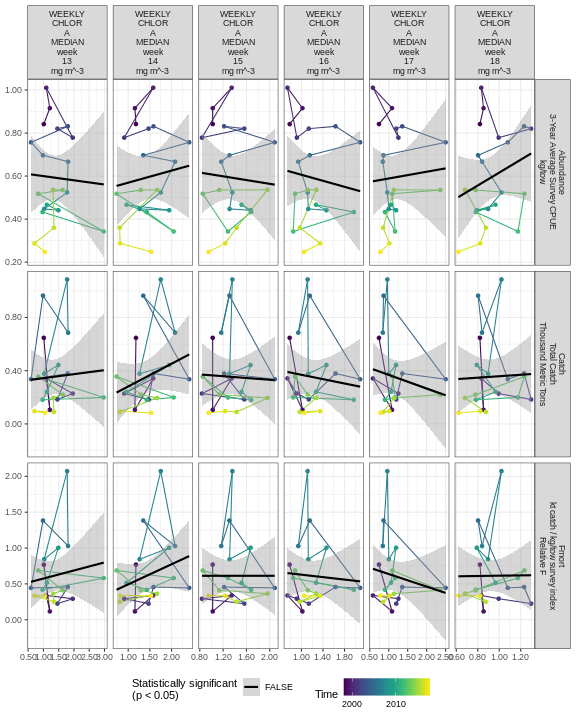 WEEKLY CHLOR A MEDIAN week 13 mg m^-3
WEEKLY CHLOR A MEDIAN week 14 mg m^-3
WEEKLY CHLOR A MEDIAN week 15 mg m^-3
WEEKLY CHLOR A MEDIAN week 16 mg m^-3
WEEKLY CHLOR A MEDIAN week 17 mg m^-3
WEEKLY CHLOR A MEDIAN week 18 mg m^-3
1.00
0.80
0.60
0.40
0.20
Abundance
3-Year Average Survey CPUE
kg/tow
0.80
0.40
0.00
Catch
Total Catch
Thousand Metric Tons
2.00
1.50
1.00
0.50
0.00
Fmort
kt catch / kg/tow survey index
Relative F
0.50 1.00 1.50 2.00 2.50 3.00
1.00 1.50 2.00
0.80 1.20 1.60 2.00
1.00 1.40 1.80
0.50 1.00 1.50 2.00 2.50
0.60 0.80 1.00 1.20
Statistically significant
(p < 0.05)
FALSE
Time
2000 2010